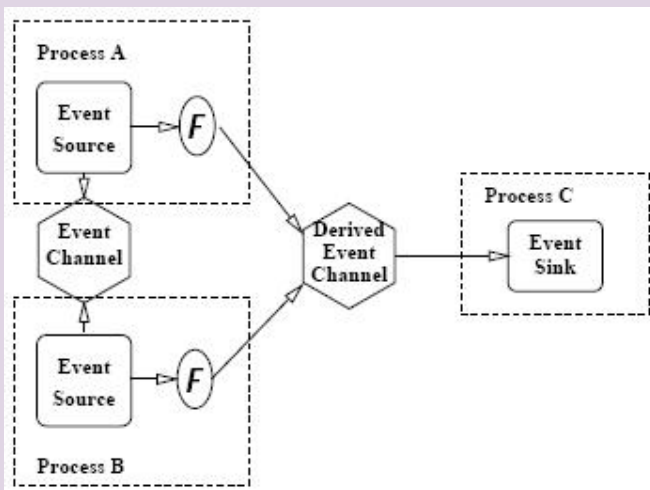 Process A
Event
Source
F
Event
Channel
Derived
Event
Channel
Process C
Event
Sink
Event
Source
F
Process B